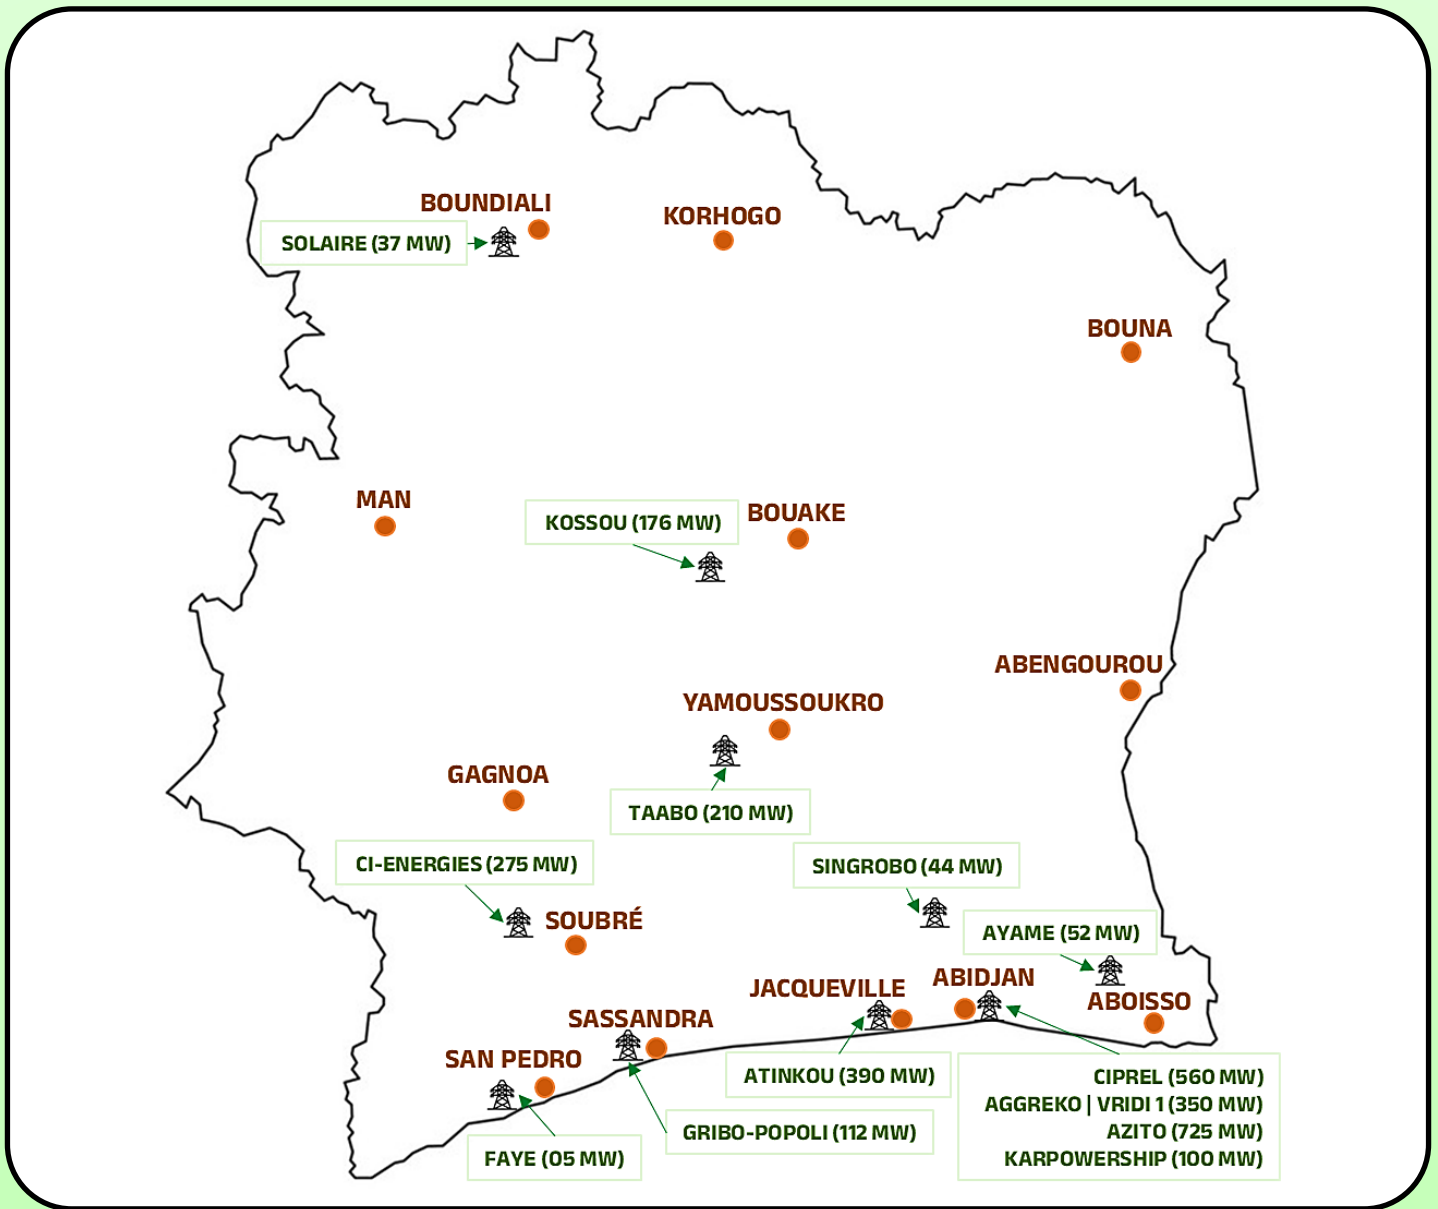 BOUNDIALI
KORHOGO
SOLAIRE (37 MW)
BOUNA
MAN
KOSSOU (176 MW)
BOUAKE
ABENGOUROU
YAMOUSSOUKRO
GAGNOA
TAABO (210 MW)
CI-ENERGIES (275 MW)
SINGROBO (44 MW)
SOUBRÉ
AYAME (52 MW)
JACQUEVILLE
ABIDJAN
ABOISSO
SASSANDRA
SAN PEDRO
ATINKOU (390 MW)
CIPREL (560 MW)
AGGREKO | VRIDI 1 (350 MW)
AZITO (725 MW)
KARPOWERSHIP (100 MW)
GRIBO-POPOLI (112 MW)
FAYE (05 MW)